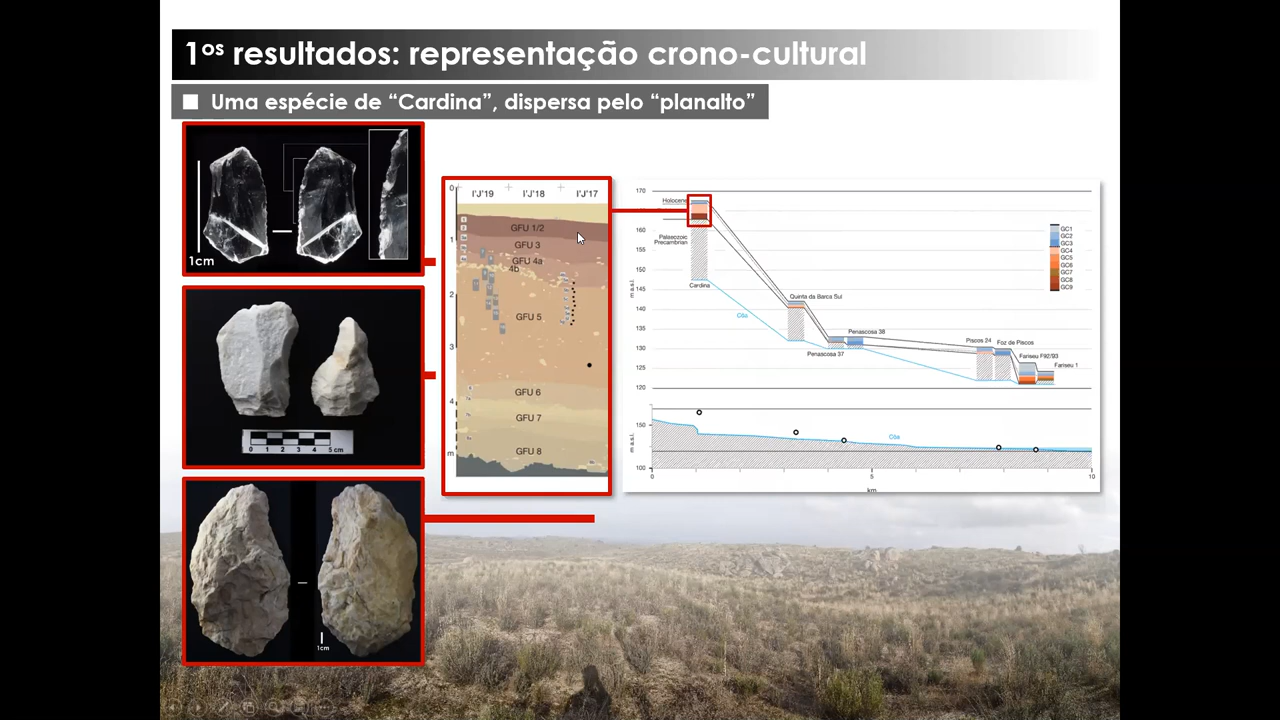 1os resultados: representação crono-cultural
Uma espécie de “Cardina”, dispersa pelo “planalto”
1cm
0 1 2 3 4 5 cm
1cm
I'J'19 I'J'18 I'J'17
0
1
2
3
4
m
GFU 1/2
GFU 3
GFU 4a
4b
GFU 5
GFU 6
GFU 7
GFU 8
170
160
155
150
145
140
135
130
125
120
m a.s.l.
Holocene
Palaeozoic
Precambrian
Cardina
Côa
Quinta da Barca Sul
Penascosa 38
Penascosa 37
Piscos 24
Foz de Piscos
Fariseu F92/93
Fariseu 1
GC1
GC2
GC3
GC4
GC5
GC6
GC7
GC8
GC9
150
100
m a.s.l.
Côa
0 5 10
km